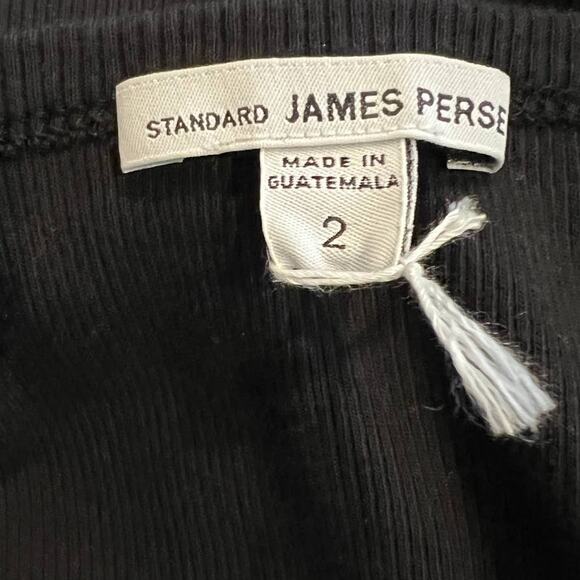 STANDARD JAMES PERSE
MADE IN
GUATEMALA
2